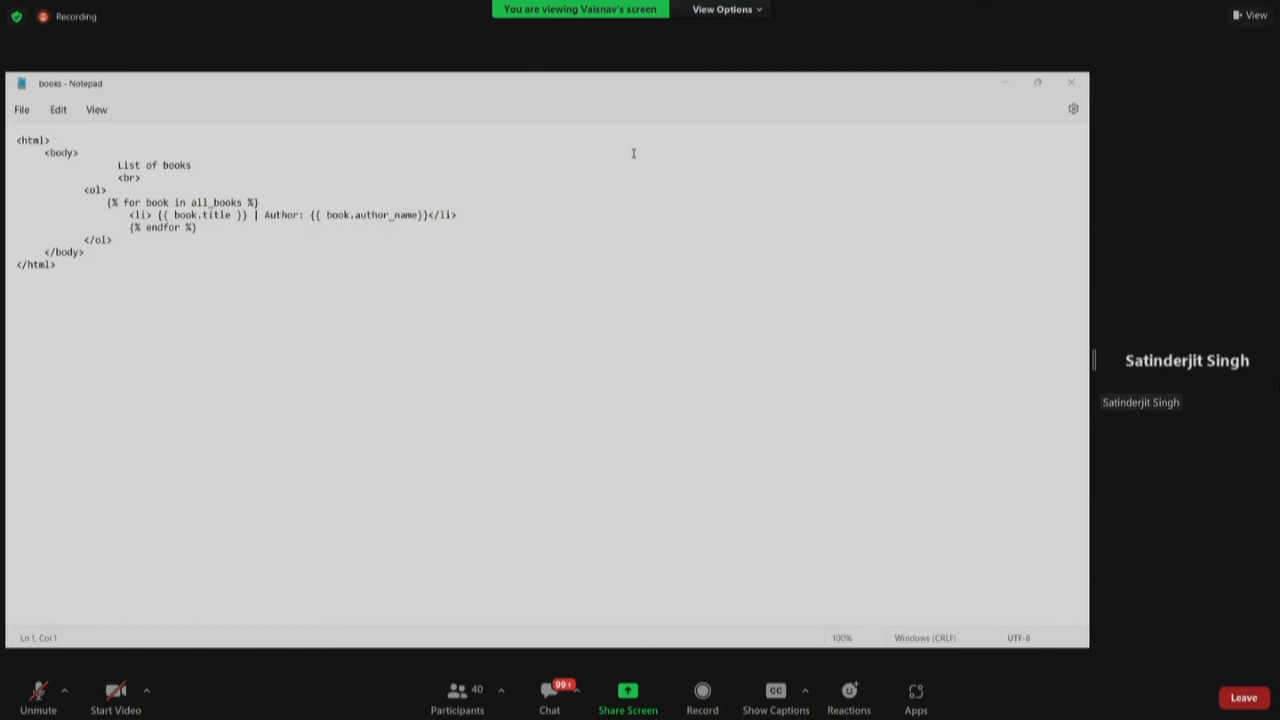 Recording
You are viewing Vaisnav's screen
View Options
View
books - Notepad
File Edit View
<html>
<body>
List of books
<br>
<ol>
{% for book in all_books %}
<li> {{ book.title }} | Author: {{ book.author_name}}</li>
{% endfor %}
</ol>
</body>
</html>
Satinderjit Singh
Satinderjit Singh
Ln 1, Col 1
100%
Windows (CRLF)
UTF-8
Unmute
Start Video
40
Participants
99+
Chat
Share Screen
Record
CC
Show Captions
Reactions
Apps
Leave